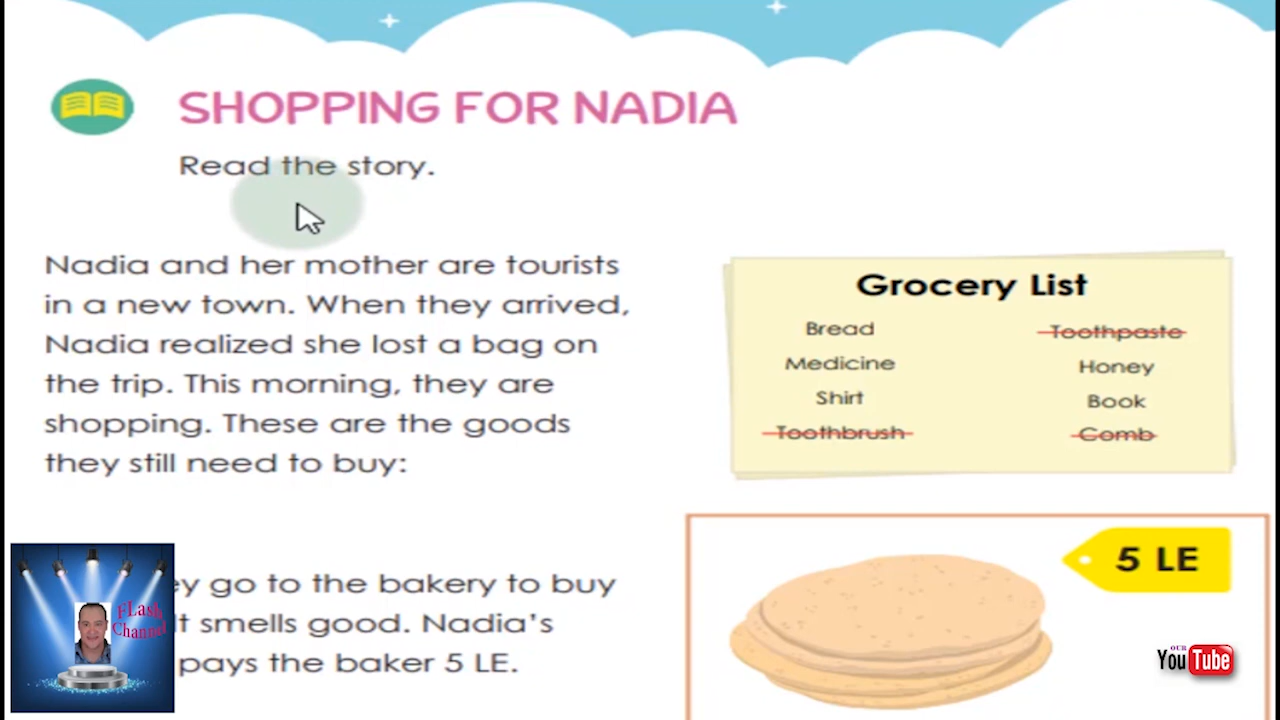 SHOPPING FOR NADIA
Read the story.
Nadia and her mother are tourists
in a new town. When they arrived,
Nadia realized she lost a bag on
the trip. This morning, they are
shopping. These are the goods
they still need to buy:
Grocery List
Bread
Medicine
Shirt
Toothbrush
Toothpaste
Honey
Book
Comb
go to the bakery to buy
It smells good. Nadia's
pays the baker 5 LE.
5 LE
FLash
Channel
OUR
YouTube